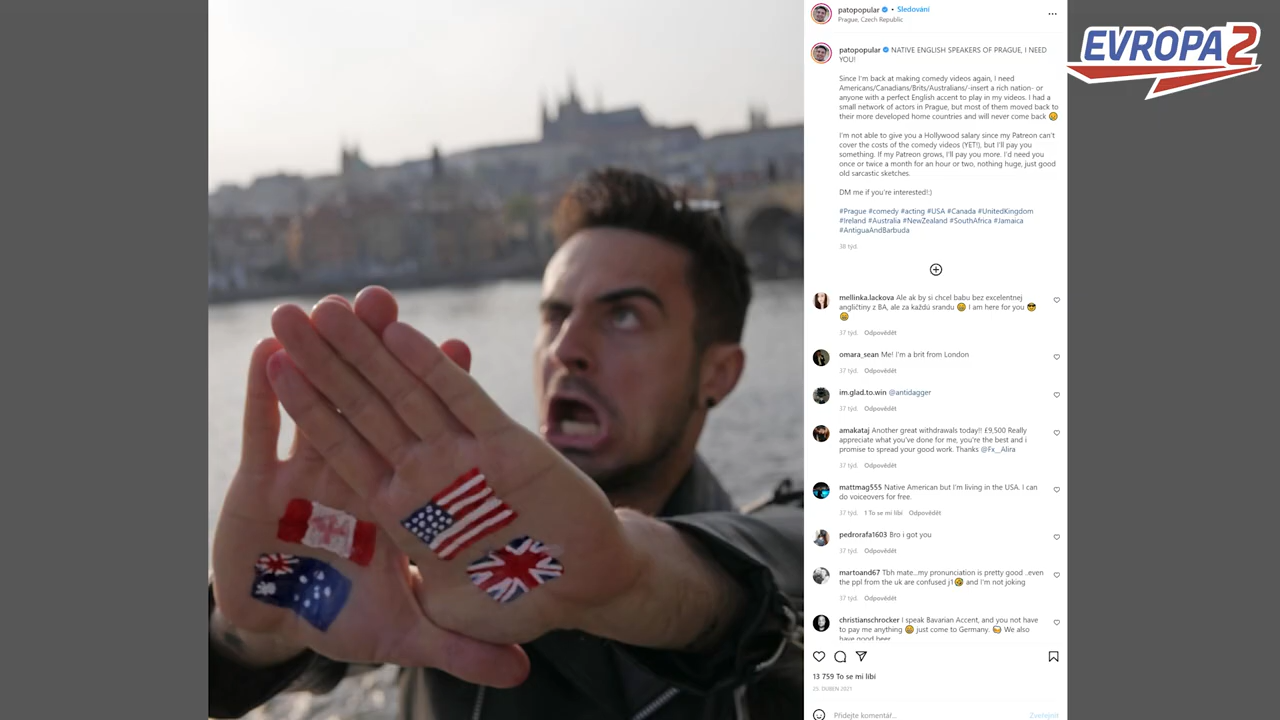 patopopular • Sledování
Prague, Czech Republic
EVROPA 2
patopopular NATIVE ENGLISH SPEAKERS OF PRAGUE, I NEED
YOU!
Since I'm back at making comedy videos again, I need
Americans/Canadians/Brits/Australians/-insert a rich nation- or
anyone with a perfect English accent to play in my videos. I had a
small network of actors in Prague, but most of them moved back to
their more developed home countries and will never come back
I'm not able to give you a Hollywood salary since my Patreon can't
cover the costs of the comedy videos (YET!), but I'll pay you
something. If my Patreon grows, I'll pay you more. I'd need you
once or twice a month for an hour or two, nothing huge, just good
old sarcastic sketches.
DM me if you're interested!:)
#Prague #comedy #acting #USA #Canada #UnitedKingdom
#Ireland #Australia #NewZealand #SouthAfrica #Jamaica
#AntiguaAndBarbuda
38 týd.
mellinka.lackova Ale ak by si chcel babu bez excelentnej
angličtiny z BA, ale za každú srandu 😄 I am here for you 😎
😄
37 týd. Odpovědět
omara_sean Me! I'm a brit from London
37 týd. Odpovědět
im.glad.to.win @antidagger
37 týd. Odpovědět
amakataj Another great withdrawals today!! £9,500 Really
appreciate what you've done for me, you're the best and i
promise to spread your good work. Thanks @Fx__Alira
37 týd. Odpovědět
mattmag555 Native American but I'm living in the USA. I can
do voiceovers for free.
37 týd. 1 To se mi líbí Odpovědět
pedrorafa1603 Bro i got you
37 týd. Odpovědět
martoand67 Tbh mate...my pronunciation is pretty good ..even
the ppl from the uk are confused j1🤣 and I'm not joking
37 týd. Odpovědět
christianschrocker I speak Bavarian Accent, and you not have
to pay me anything 😄 just come to Germany. 🍻 We also
have good beer
13 759 To se mi líbí
23. DUBEN 2021
Přidejte komentář...
Zveřejnit